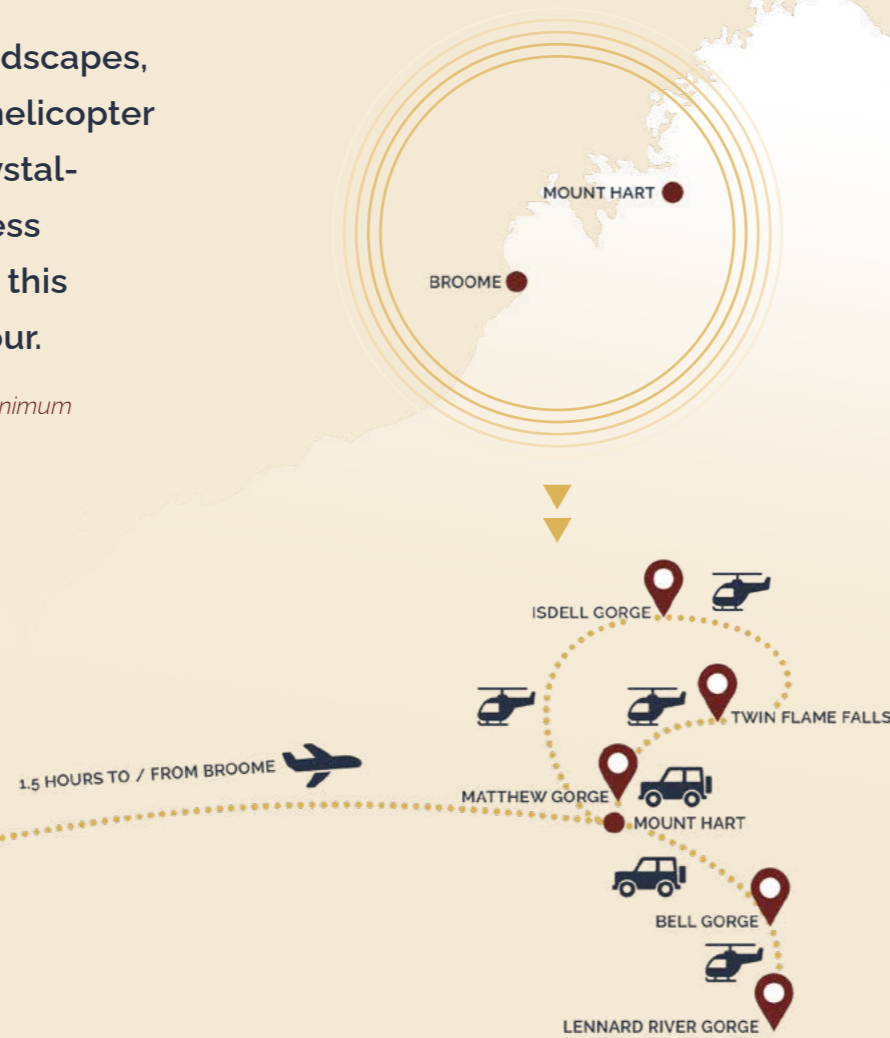 dscapes,
helicopter
ystal-
ess
this
our.
nimum
MOUNT HART
BROOME
ISDELL GORGE
TWIN FLAME FALLS
1.5 HOURS TO / FROM BROOME
MATTHEW GORGE
MOUNT HART
BELL GORGE
LENNARD RIVER GORGE